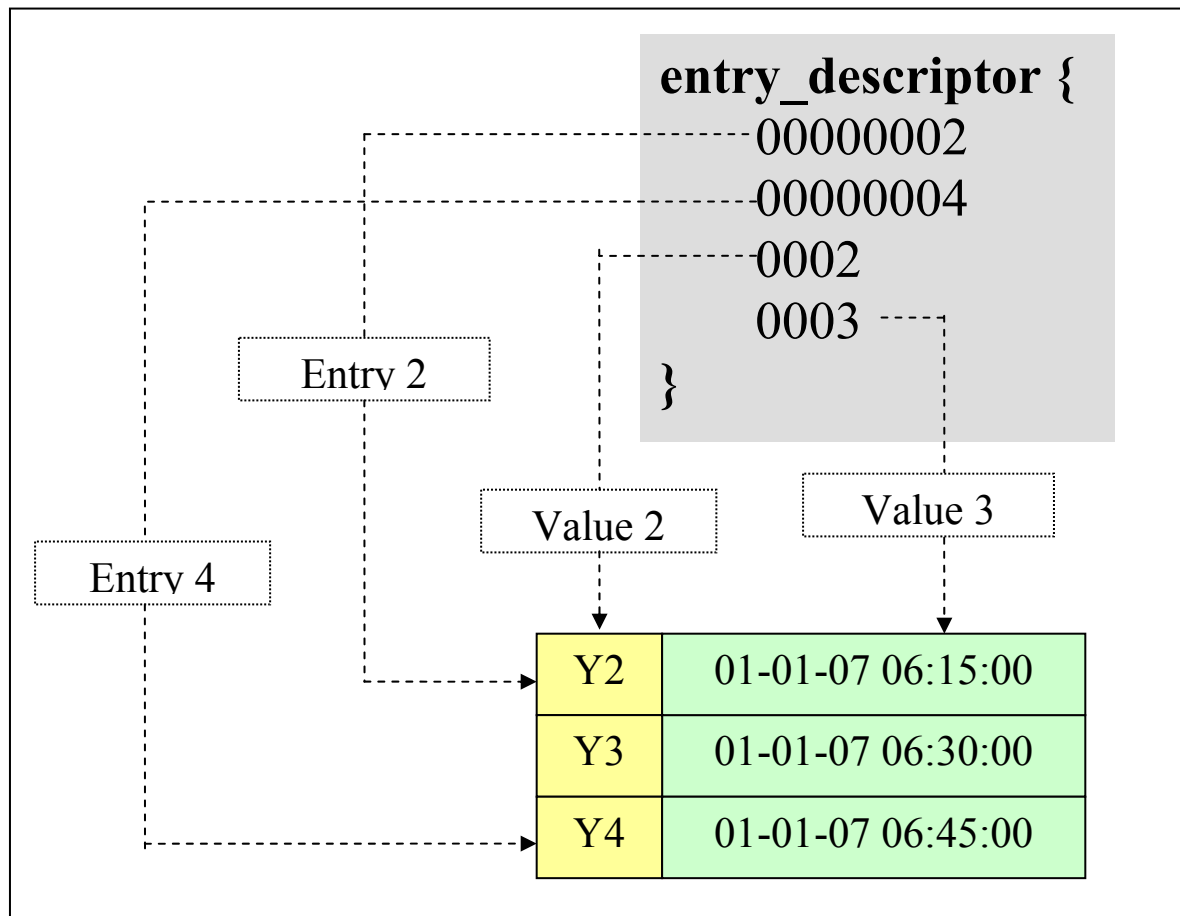 entry_descriptor {
00000002
00000004
0002
0003
}
Entry 2
Value 2
Value 3
Entry 4
Y2 01-01-07 06:15:00
Y3 01-01-07 06:30:00
Y4 01-01-07 06:45:00